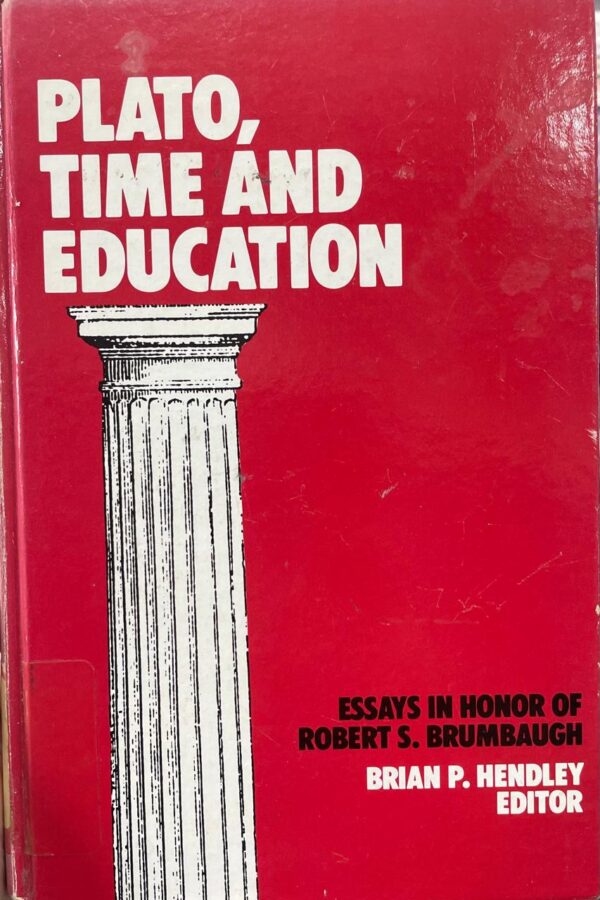 PLATO,
TIME AND
EDUCATION
ESSAYS IN HONOR OF
ROBERT S. BRUMBAUGH
BRIAN P. HENDLEY
EDITOR